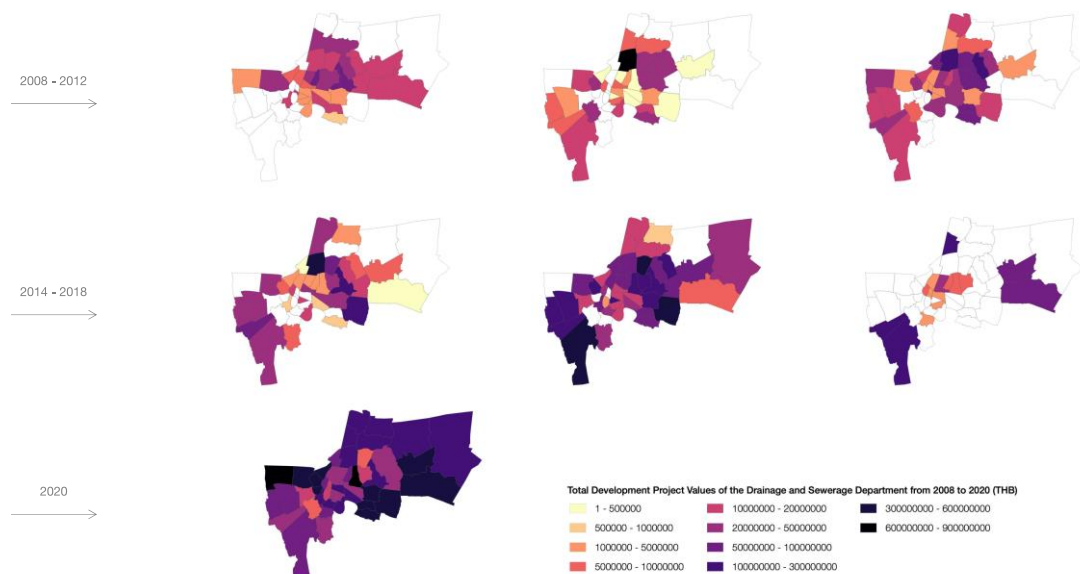 2008 - 2012
2014 - 2018
2020
Total Development Project Values of the Drainage and Sewerage Department from 2008 to 2020 (THB)
1 - 500000
10000000 - 20000000
300000000 - 600000000
500000 - 1000000
20000000 - 50000000
600000000 - 900000000
1000000 - 5000000
50000000 - 100000000
5000000 - 10000000
100000000 - 300000000